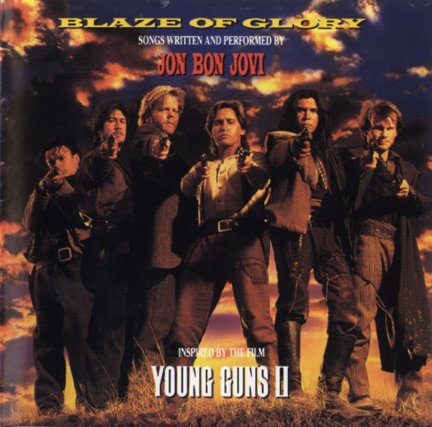 BLAZE OF GLORY
SONGS WRITTEN AND PERFORMED BY
JON BON JOVI
INSPIRED BY THE FILM
YOUNG GUNS II